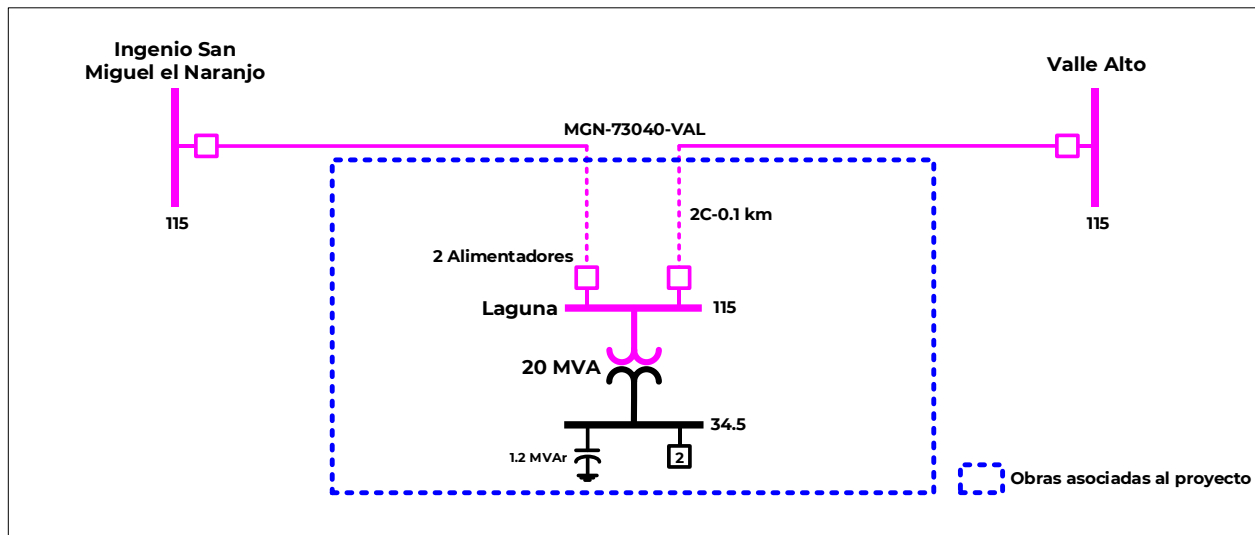 Ingenio San
Miguel el Naranjo
Valle Alto
MGN-73040-VAL
115
2C-0.1 km
115
2 Alimentadores
Laguna
115
20 MVA
34.5
1.2 MVAr
2
Obras asociadas al proyecto